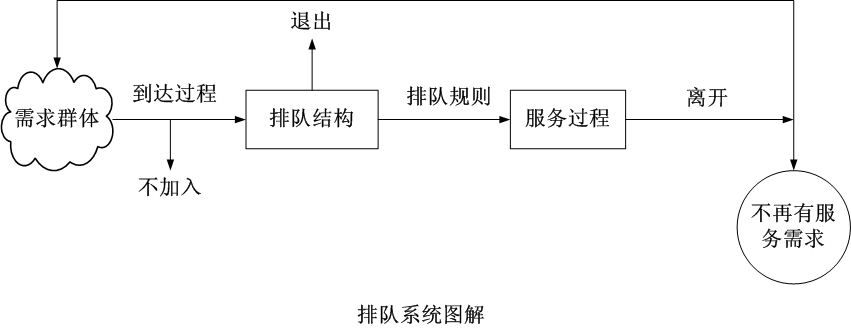 退出
需求群体
到达过程
排队结构
排队规则
服务过程
离开
不加入
不再有服
务需求
排队系统图解